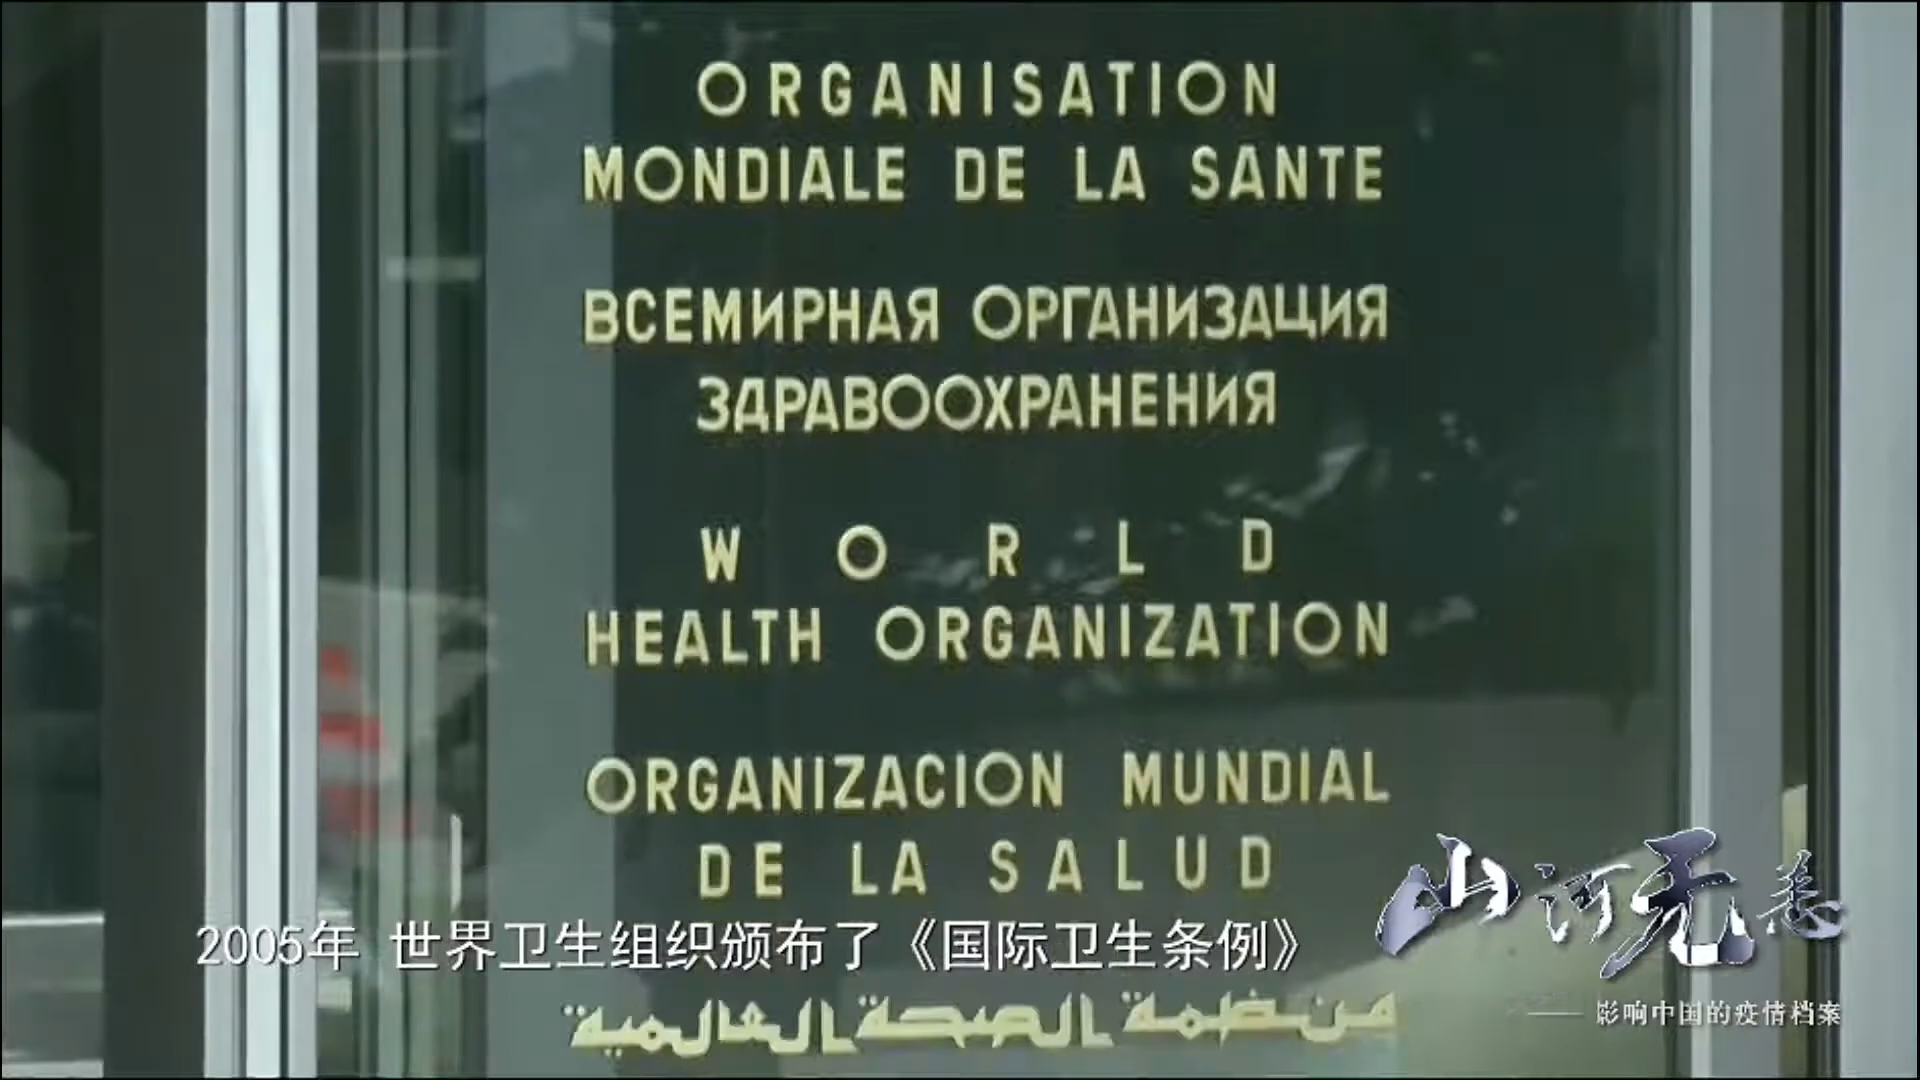 ORGANISATION
MONDIALE DE LA SANTE
ВСЕМИРНАЯ ОРГАНИЗАЦИЯ
ЗДРАВООХРАНЕНИЯ
WORLD
HEALTH ORGANIZATION
ORGANIZACION MUNDIAL
DE LA SALUD
2005年 世界卫生组织颁布了《国际卫生条例》
山河无恙
—— 影响中国的疫情档案
منظمة الصحة العالمية